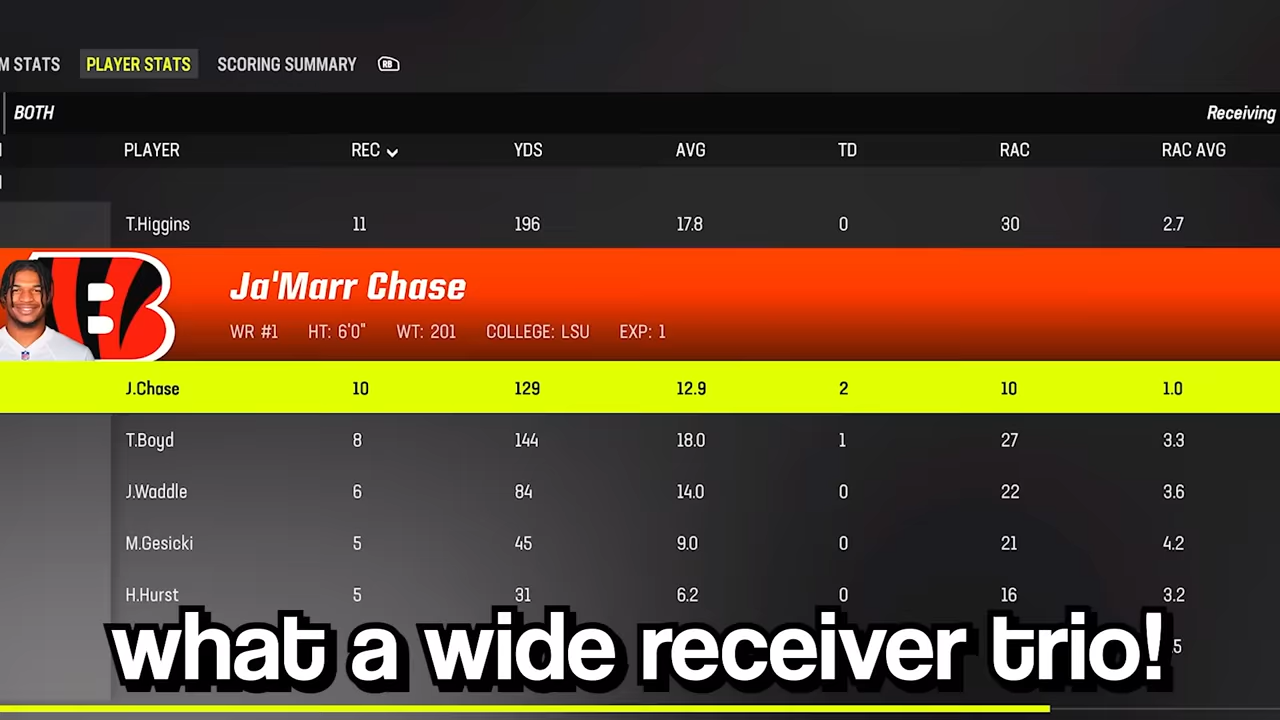 M STATS PLAYER STATS SCORING SUMMARY RB
BOTH Receiving
PLAYER REC YDS AVG TD RAC RAC AVG
T.Higgins 11 196 17.8 0 30 2.7
Ja'Marr Chase
WR #1 HT: 6'0" WT: 201 COLLEGE: LSU EXP: 1
J.Chase 10 129 12.9 2 10 1.0
T.Boyd 8 144 18.0 1 27 3.3
J.Waddle 6 84 14.0 0 22 3.6
M.Gesicki 5 45 9.0 0 21 4.2
H.Hurst 5 31 6.2 0 16 3.2
what a wide receiver trio!